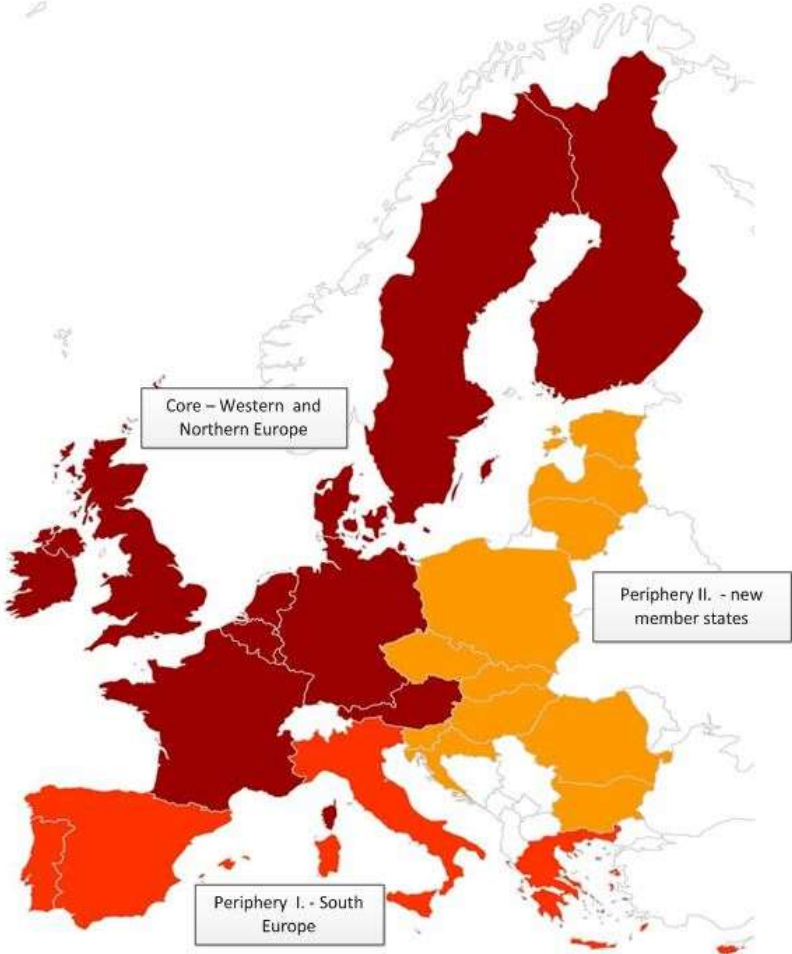 Core – Western and
Northern Europe
Periphery II. - new
member states
Periphery I. - South
Europe